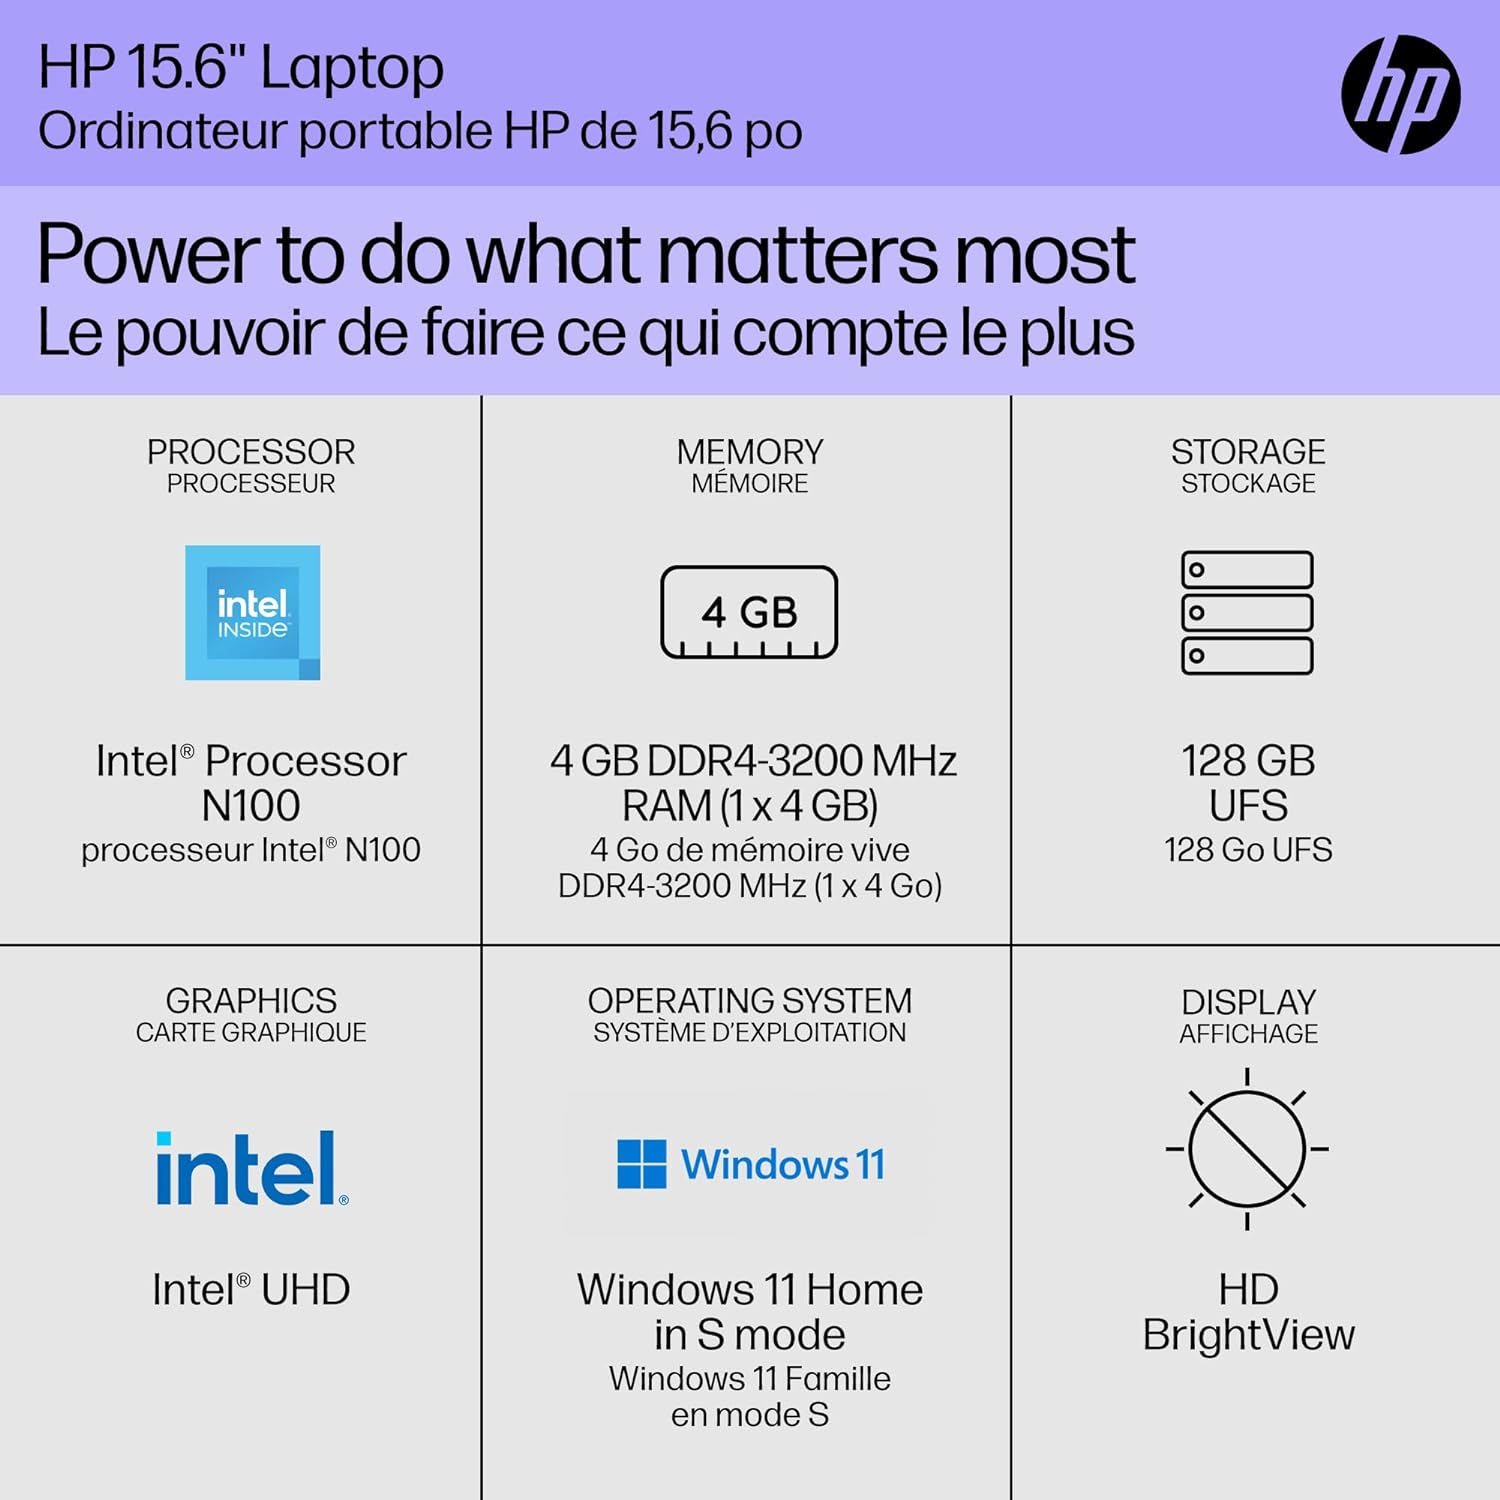 HP 15.6" Laptop
Ordinateur portable HP de 15,6 po
hp
Power to do what matters most
Le pouvoir de faire ce qui compte le plus
PROCESSOR
PROCESSEUR
intel
INSIDe™
Intel® Processor
N100
processeur Intel® N100
MEMORY
MÉMOIRE
4 GB
4 GB DDR4-3200 MHz
RAM (1 x 4 GB)
4 Go de mémoire vive
DDR4-3200 MHz (1 x 4 Go)
STORAGE
STOCKAGE
128 GB
UFS
128 Go UFS
GRAPHICS
CARTE GRAPHIQUE
intel®
Intel® UHD
OPERATING SYSTEM
SYSTÈME D'EXPLOITATION
Windows 11
Windows 11 Home
in S mode
Windows 11 Famille
en mode S
DISPLAY
AFFICHAGE
HD
BrightView